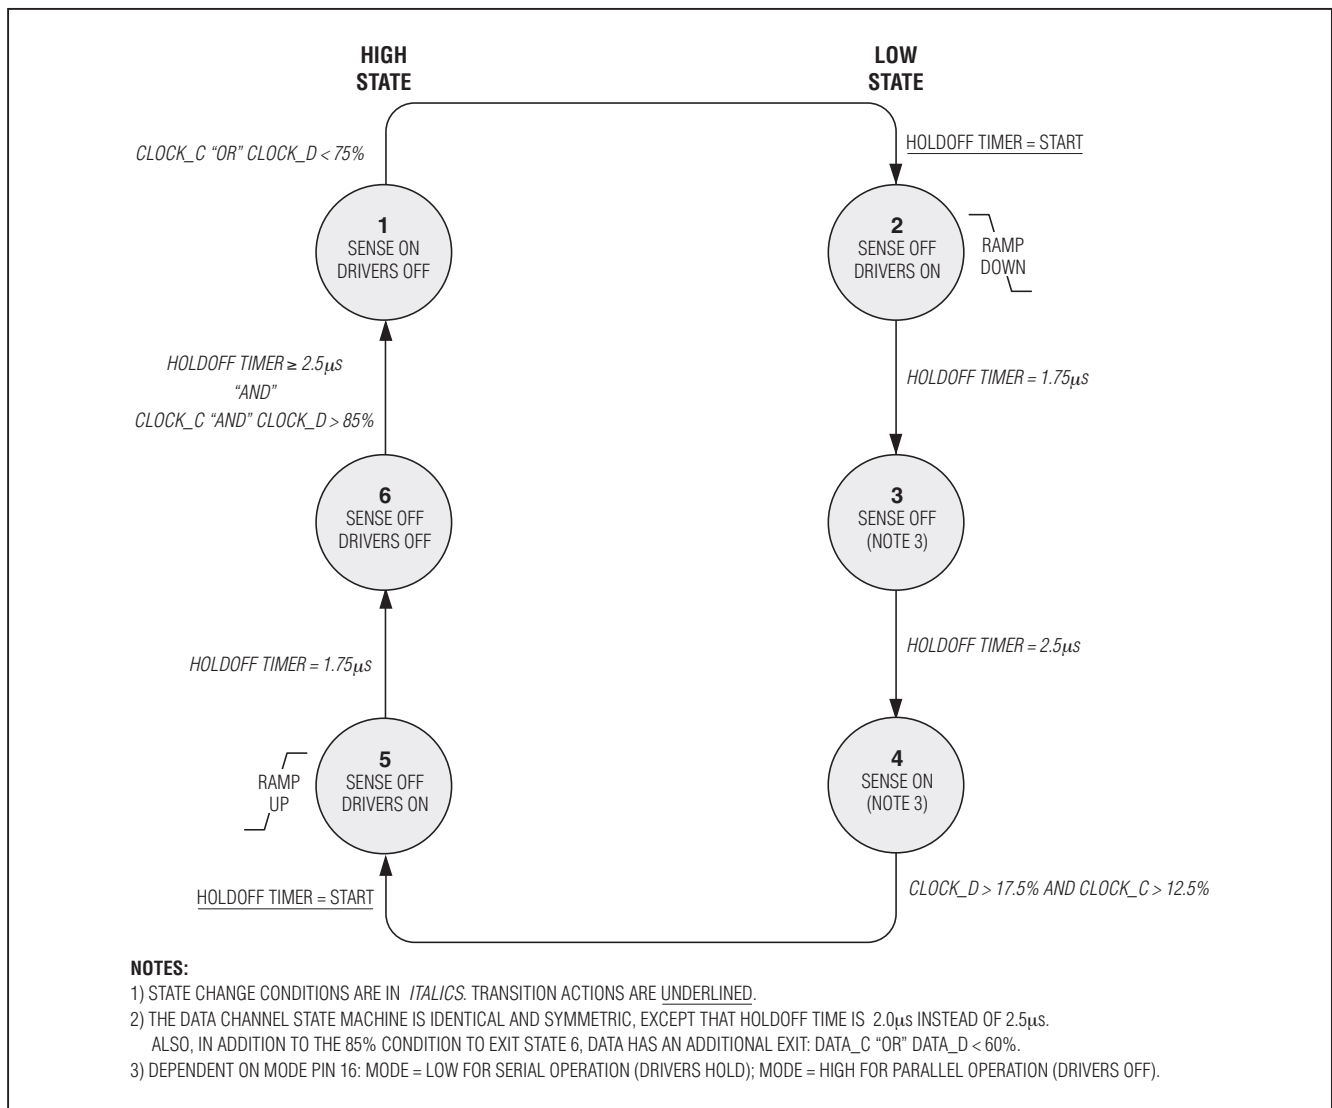 HIGH
STATE
LOW
STATE
CLOCK_C “OR” CLOCK_D < 75%
HOLDOFF TIMER = START
1
SENSE ON
DRIVERS OFF
2
SENSE OFF
DRIVERS ON
RAMP
DOWN
HOLDOFF TIMER ≥ 2.5μs
“AND”
CLOCK_C “AND” CLOCK_D > 85%
HOLDOFF TIMER = 1.75μs
6
SENSE OFF
DRIVERS OFF
3
SENSE OFF
(NOTE 3)
HOLDOFF TIMER = 1.75μs
HOLDOFF TIMER = 2.5μs
RAMP
UP
5
SENSE OFF
DRIVERS ON
4
SENSE ON
(NOTE 3)
HOLDOFF TIMER = START
CLOCK_D > 17.5% AND CLOCK_C > 12.5%
NOTES:
1) STATE CHANGE CONDITIONS ARE IN ITALICS. TRANSITION ACTIONS ARE UNDERLINED.
2) THE DATA CHANNEL STATE MACHINE IS IDENTICAL AND SYMMETRIC, EXCEPT THAT HOLDOFF TIME IS 2.0μs INSTEAD OF 2.5μs.
ALSO, IN ADDITION TO THE 85% CONDITION TO EXIT STATE 6, DATA HAS AN ADDITIONAL EXIT: DATA_C “OR” DATA_D < 60%.
3) DEPENDENT ON MODE PIN 16: MODE = LOW FOR SERIAL OPERATION (DRIVERS HOLD); MODE = HIGH FOR PARALLEL OPERATION (DRIVERS OFF).